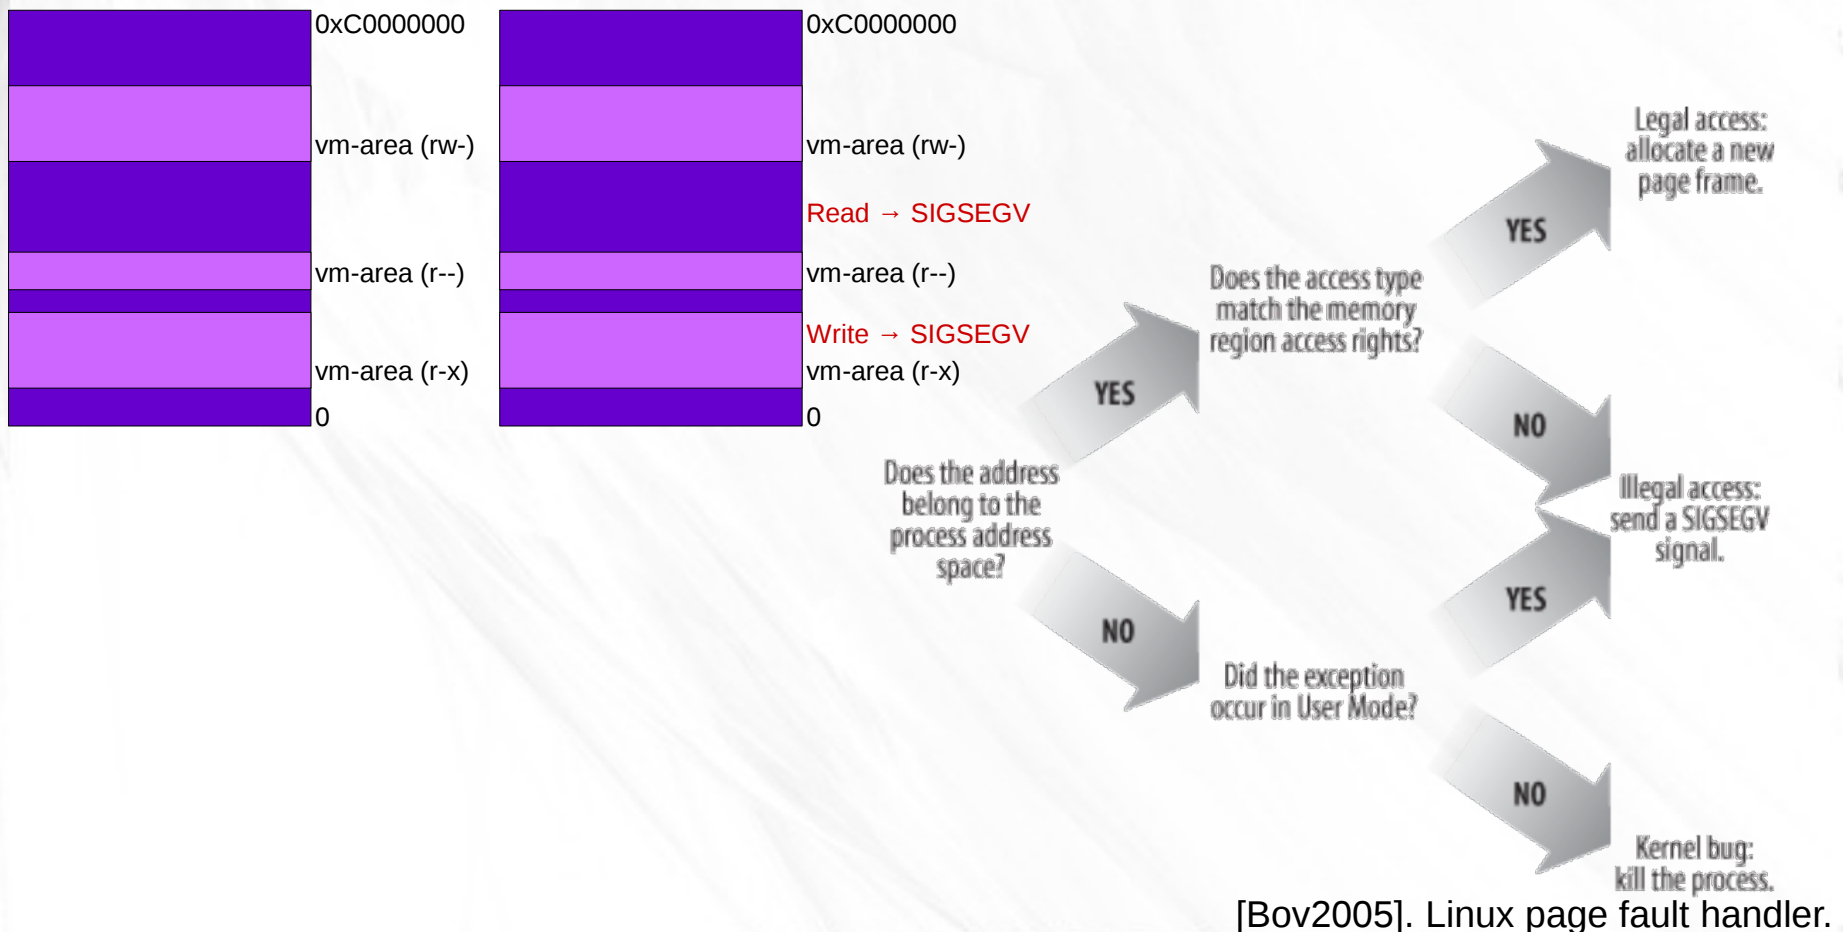 0xC0000000
vm-area (rw-)
vm-area (r--)
vm-area (r-x)
0
0xC0000000
vm-area (rw-)
Read → SIGSEGV
vm-area (r--)
Write → SIGSEGV
vm-area (r-x)
0
Does the address
belong to the
process address
space?
YES
NO
Does the access type
match the memory
region access rights?
YES
NO
Did the exception
occur in User Mode?
YES
NO
Legal access:
allocate a new
page frame.
Illegal access:
send a SIGSEGV
signal.
Kernel bug:
kill the process.
[Bov2005]. Linux page fault handler.